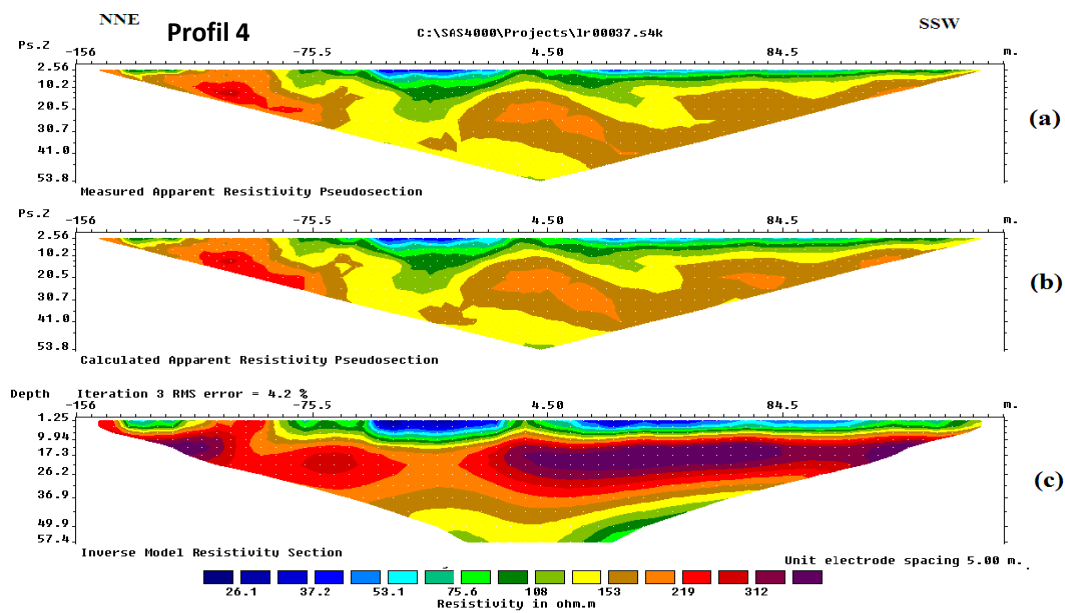 NNE Profil 4 C:\SAS4000\Projects\lr00037.s4k SSW
Ps.Z -156 -75.5 4.50 84.5 m.
2.56
10.2
20.5
30.7
41.0
53.8
(a)
Measured Apparent Resistivity Pseudosection
Ps.Z -156 -75.5 4.50 84.5 m.
2.56
10.2
20.5
30.7
41.0
53.8
(b)
Calculated Apparent Resistivity Pseudosection
Depth Iteration 3 RMS error = 4.2 %
-156 -75.5 4.50 84.5 m.
1.25
9.94
17.3
26.2
36.9
49.9
57.4
(c)
Inverse Model Resistivity Section
Unit electrode spacing 5.00 m.
26.1 37.2 53.1 75.6 108 153 219 312
Resistivity in ohm.m